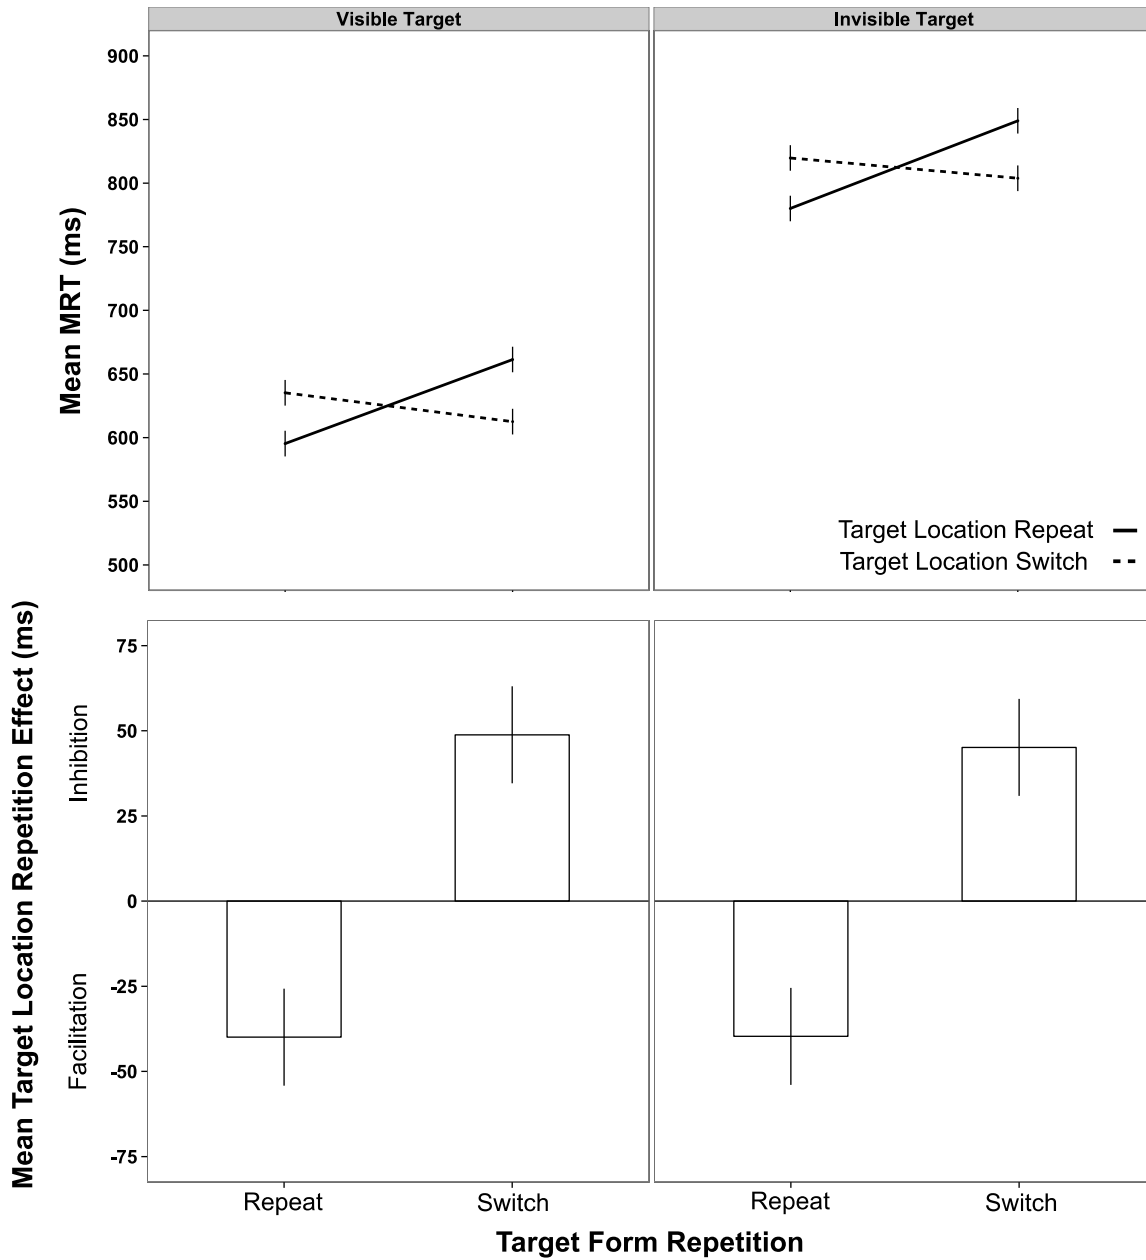 Visible Target
Invisible Target
Mean MRT (ms)
900
850
800
750
700
650
600
550
500
Target Location Repeat
Target Location Switch
Mean Target Location Repetition Effect (ms)
Inhibition
Facilitation
75
50
25
0
-25
-50
-75
Repeat
Switch
Repeat
Switch
Target Form Repetition